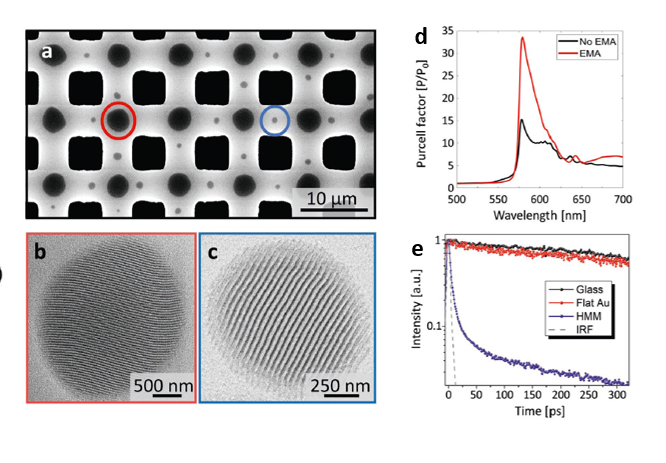 a
10 μm
b
500 nm
c
250 nm
d
Purcell factor [P/P₀]
35
30
25
20
15
10
5
0
No EMA
EMA
500 550 600 650 700
Wavelength [nm]
e
Intensity [a.u.]
1
0.1
Glass
Flat Au
HMM
IRF
0 50 100 150 200 250 300
Time [ps]